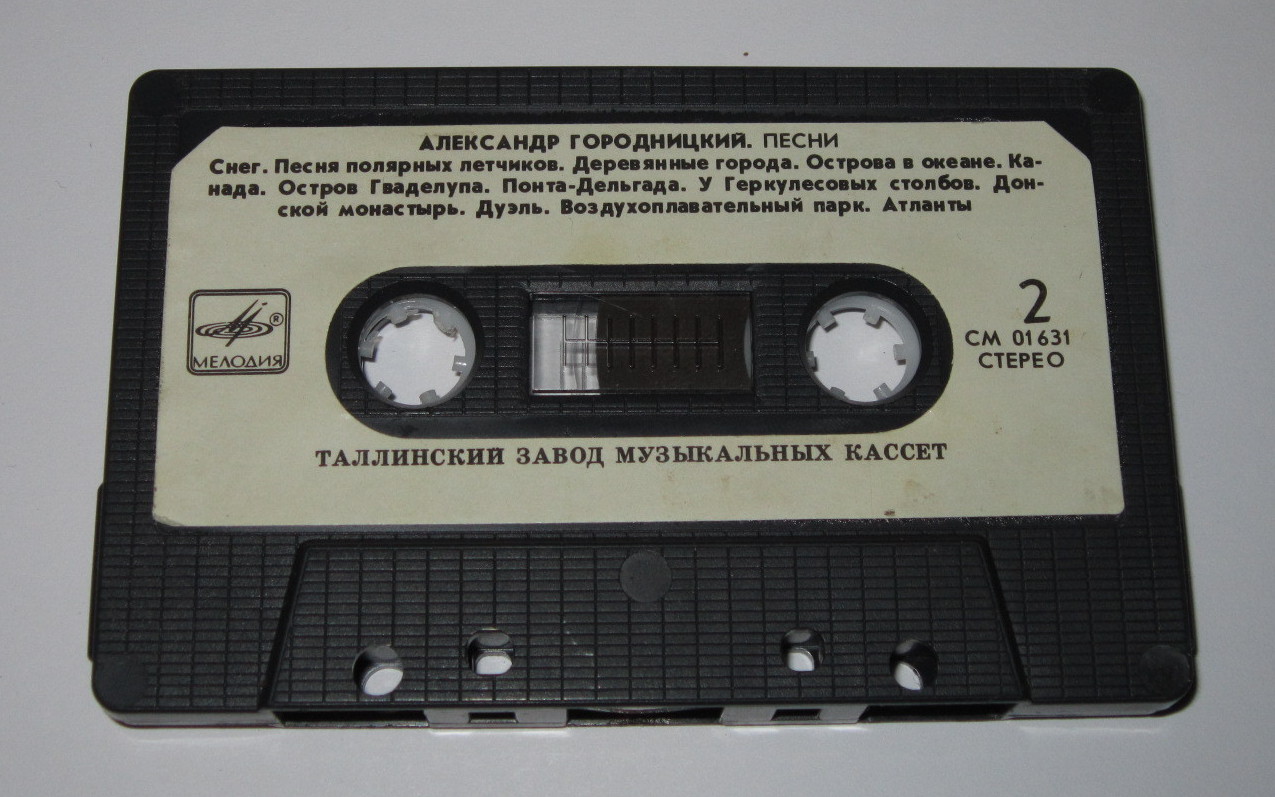 АЛЕКСАНДР ГОРОДНИЦКИЙ. ПЕСНИ
Снег. Песня полярных летчиков. Деревянные города. Острова в океане. Ка-
нада. Остров Гваделупа. Понта-Дельгада. У Геркулесовых столбов. Дон-
ской монастырь. Дуэль. Воздухоплавательный парк. Атланты
®
МЕЛОДИЯ
2
СМ 01631
СТЕРЕО
ТАЛЛИНСКИЙ ЗАВОД МУЗЫКАЛЬНЫХ КАССЕТ